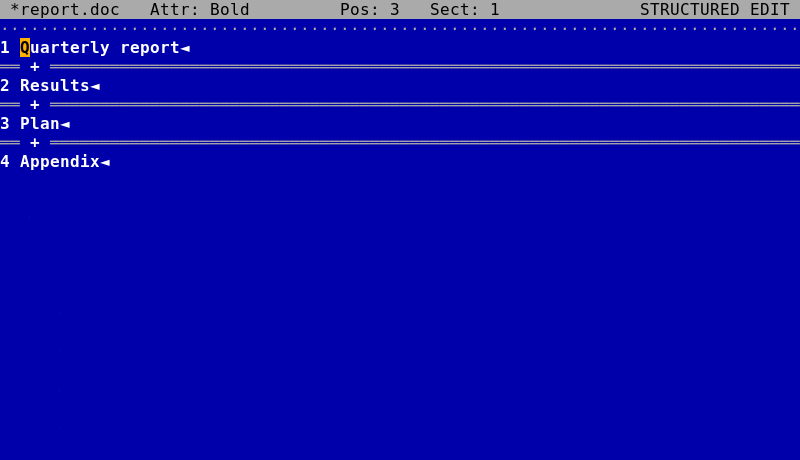 *report.doc   Attr: Bold         Pos: 3   Sect: 1              STRUCTURED EDIT
................................................................................
1 Quarterly report◄
══ + ═══════════════════════════════════════════════════════════════════════════
2 Results◄
══ + ═══════════════════════════════════════════════════════════════════════════
3 Plan◄
══ + ═══════════════════════════════════════════════════════════════════════════
4 Appendix◄